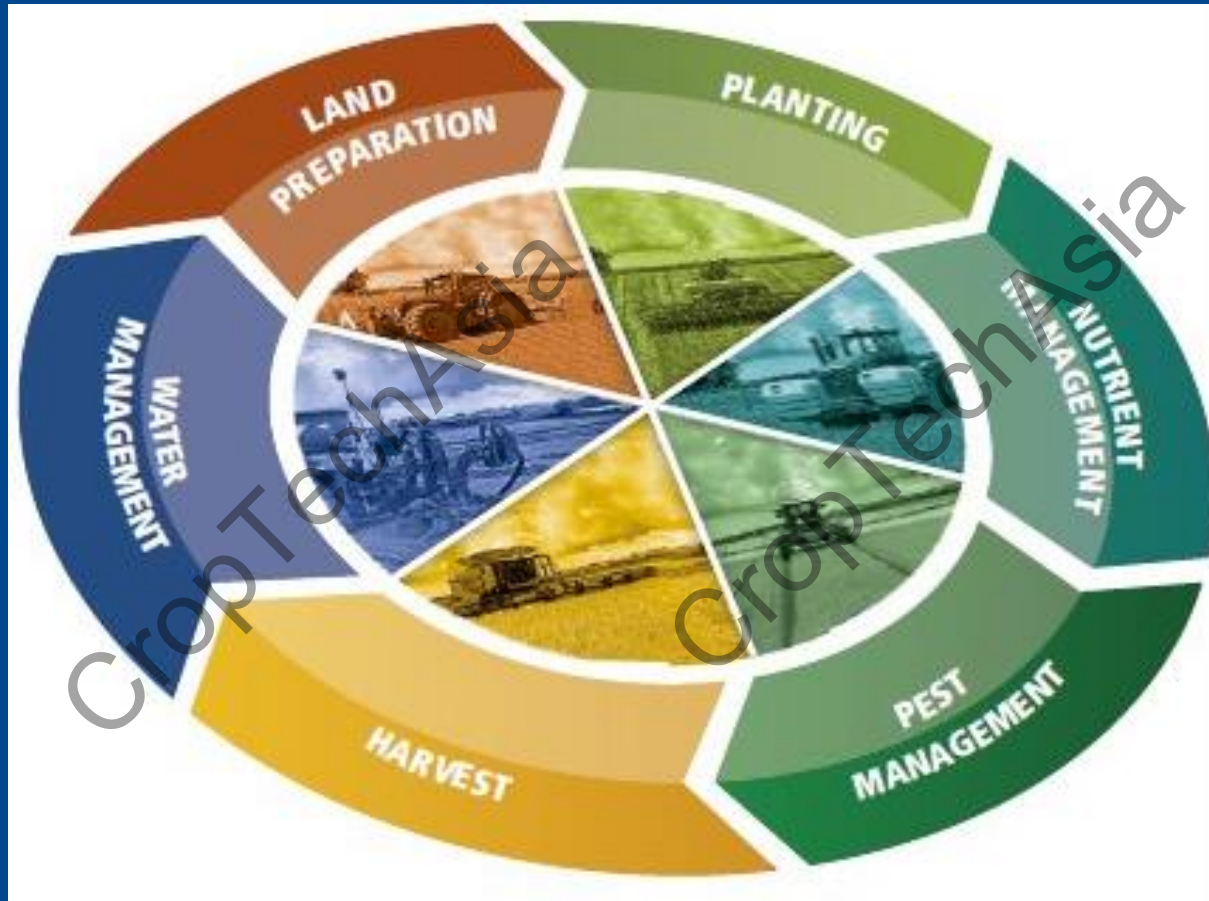 LAND
PREPARATION
PLANTING
NUTRIENT
MANAGEMENT
PEST
MANAGEMENT
HARVEST
WATER
MANAGEMENT
CropTechAsia
CropTechAsia